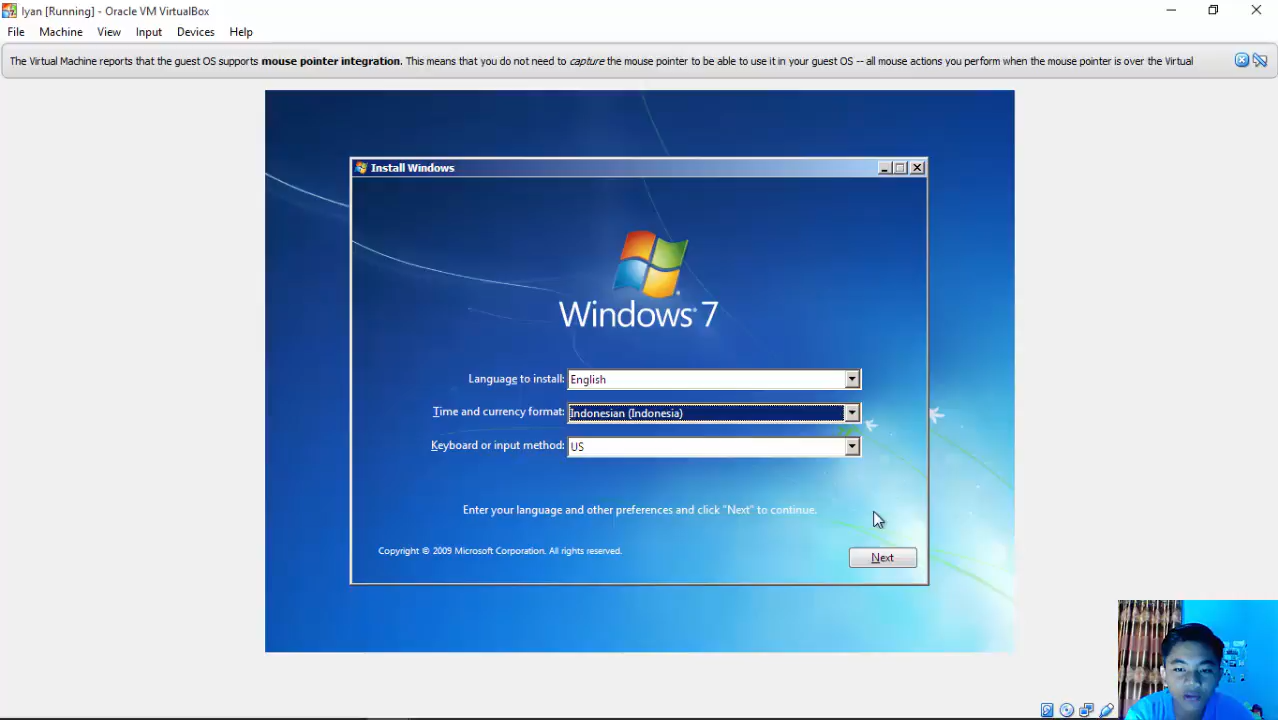 Iyan [Running] - Oracle VM VirtualBox
File Machine View Input Devices Help
The Virtual Machine reports that the guest OS supports mouse pointer integration. This means that you do not need to capture the mouse pointer to be able to use it in your guest OS -- all mouse actions you perform when the mouse pointer is over the Virtual
Install Windows
Windows 7
Language to install: English
Time and currency format: Indonesian (Indonesia)
Keyboard or input method: US
Enter your language and other preferences and click "Next" to continue.
Copyright © 2009 Microsoft Corporation. All rights reserved.
Next